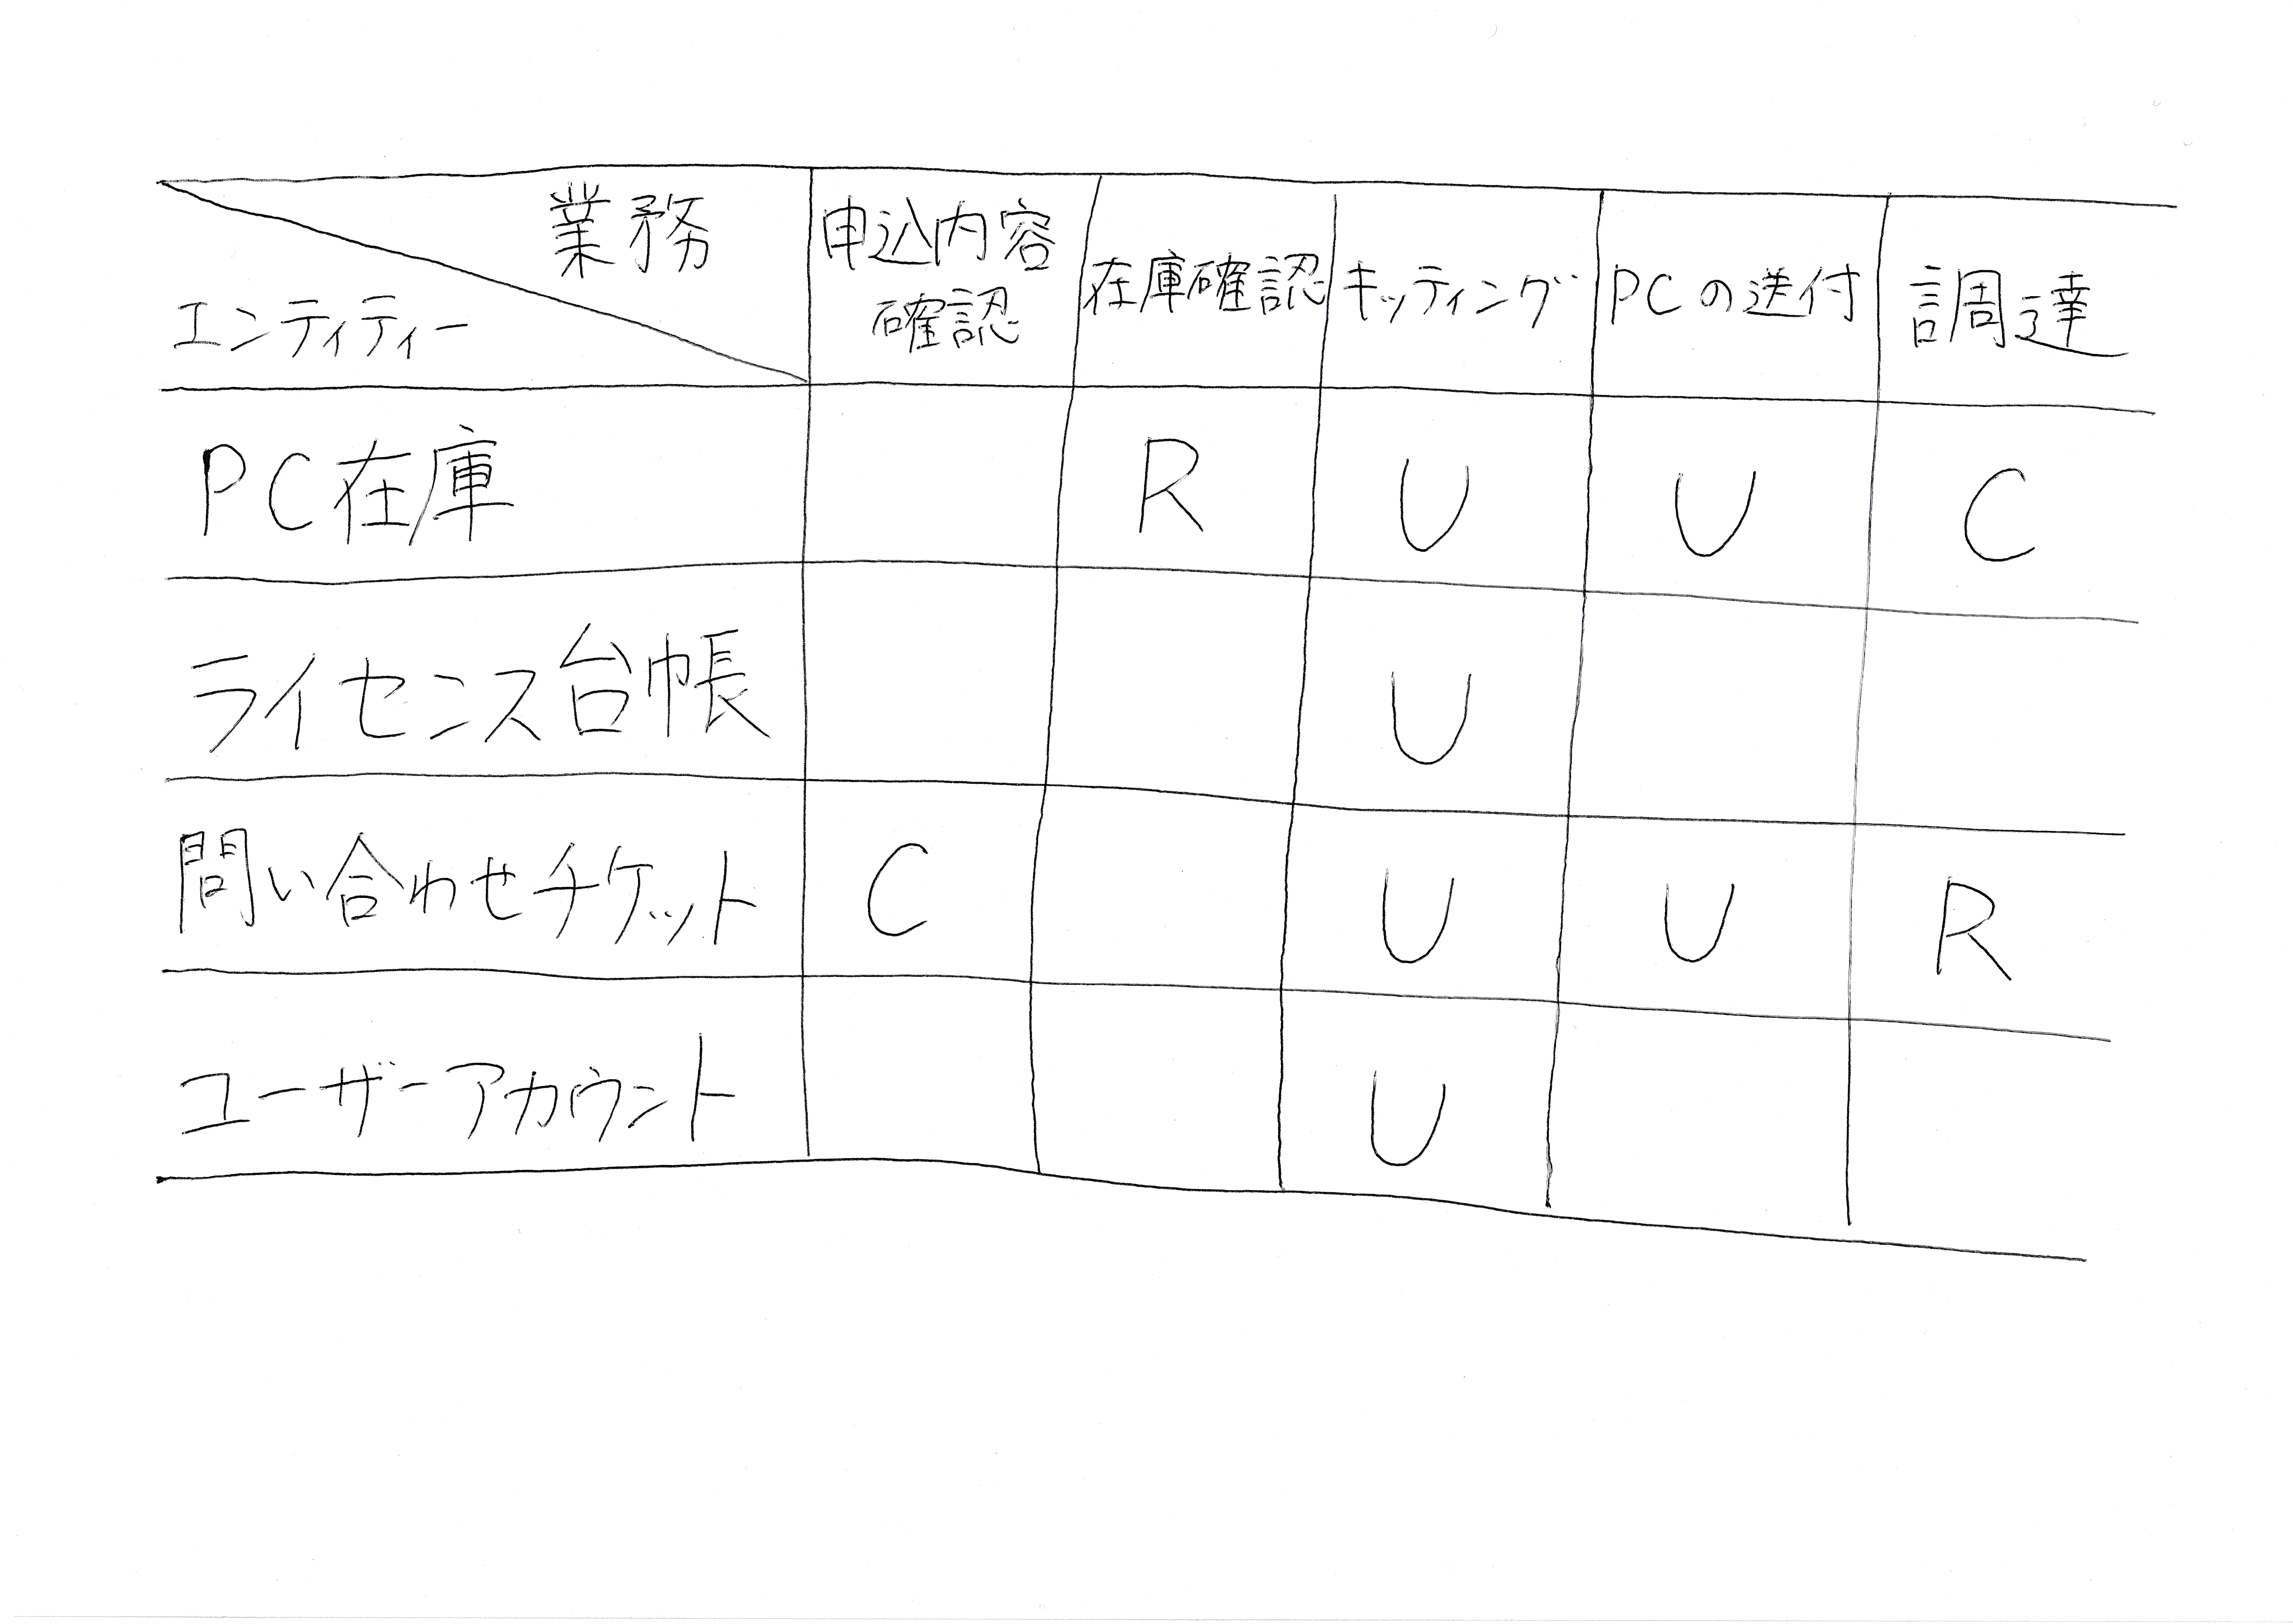 業務
エンティティー
申込内容
確認
在庫確認
キッティング
PCの送付
調達
PC在庫
R
U
U
C
ライセンス台帳
U
問い合わせチケット
C
U
U
R
ユーザーアカウント
U